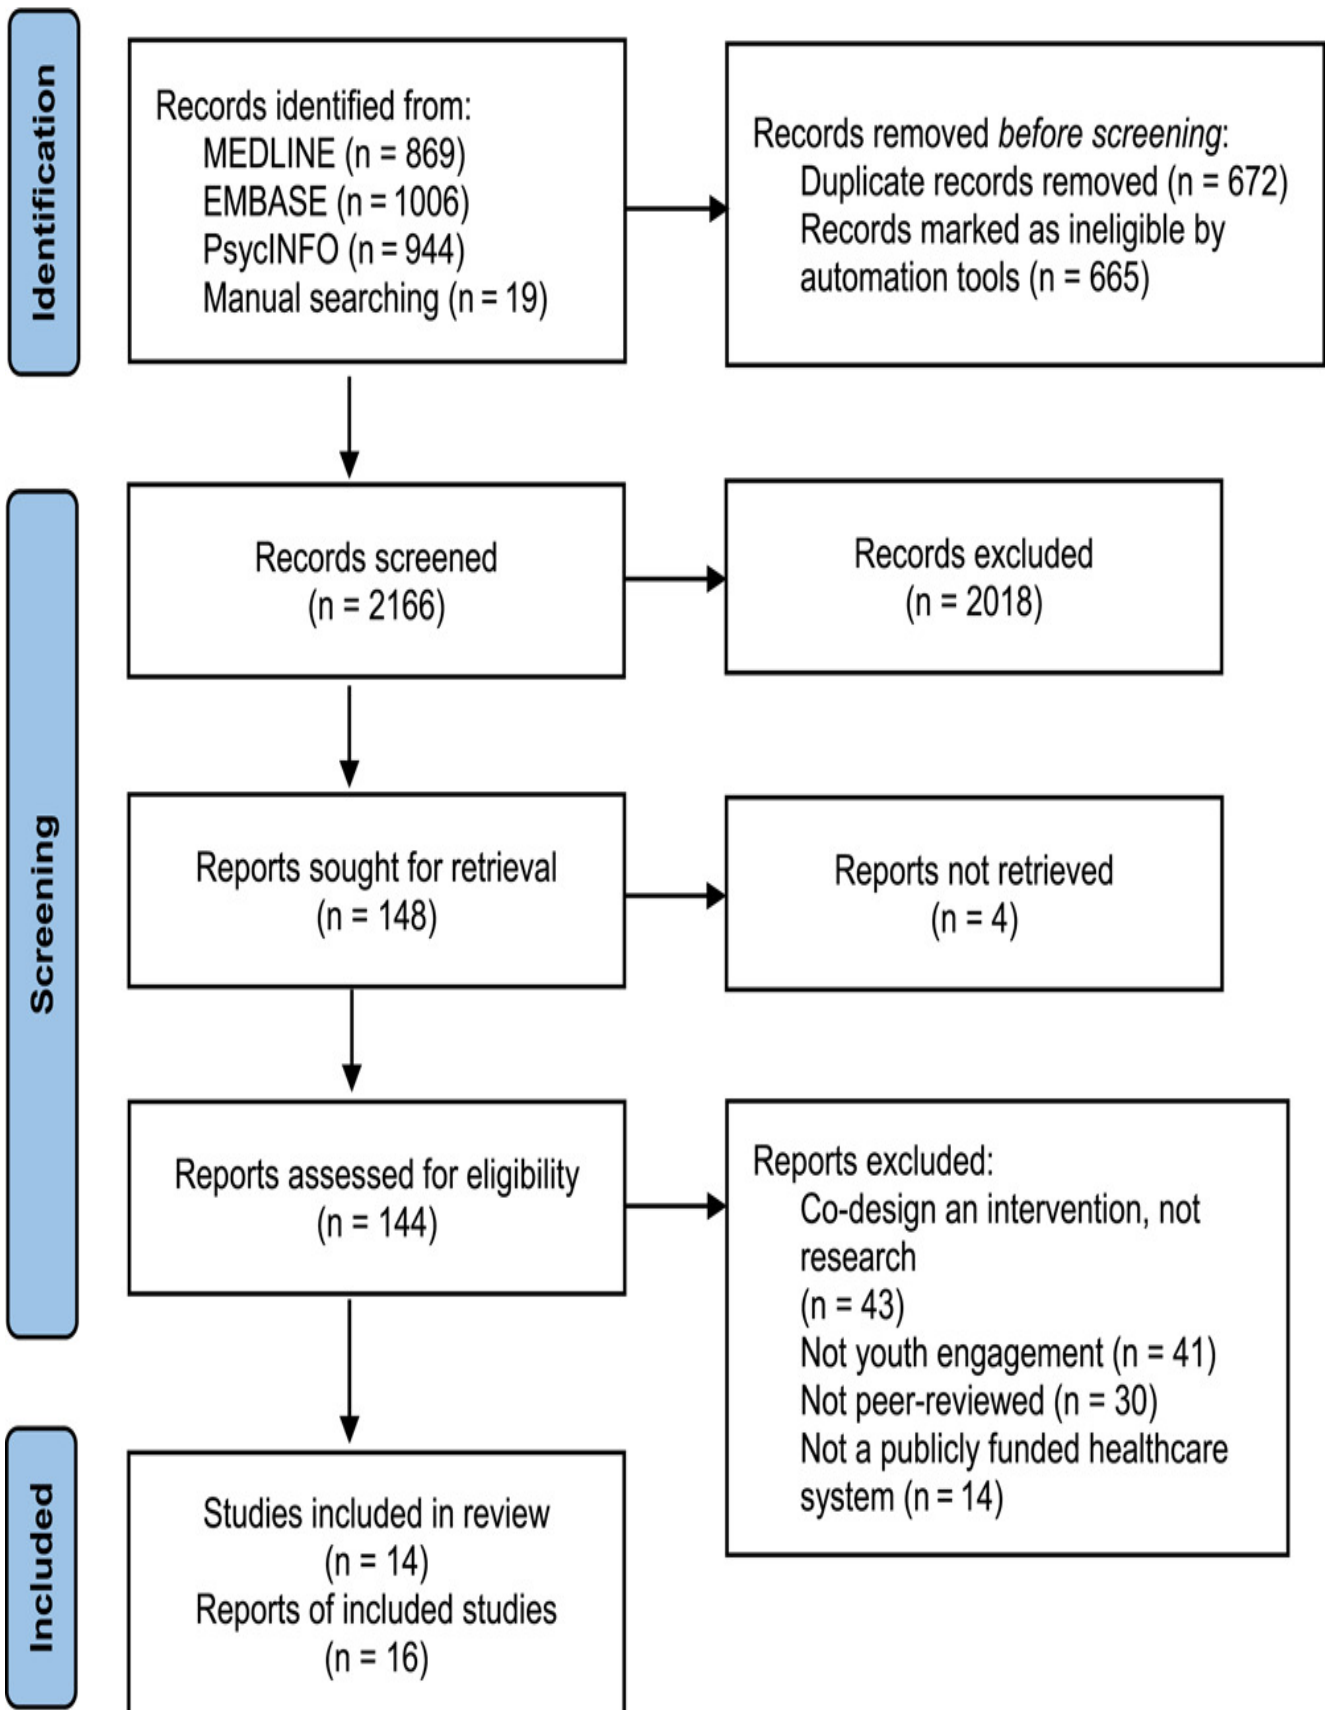 Identification
Records identified from:
MEDLINE (n = 869)
EMBASE (n = 1006)
PsycINFO (n = 944)
Manual searching (n = 19)
Records removed before screening:
Duplicate records removed (n = 672)
Records marked as ineligible by
automation tools (n = 665)
Screening
Records screened
(n = 2166)
Records excluded
(n = 2018)
Reports sought for retrieval
(n = 148)
Reports not retrieved
(n = 4)
Reports assessed for eligibility
(n = 144)
Reports excluded:
Co-design an intervention, not
research
(n = 43)
Not youth engagement (n = 41)
Not peer-reviewed (n = 30)
Not a publicly funded healthcare
system (n = 14)
Included
Studies included in review
(n = 14)
Reports of included studies
(n = 16)